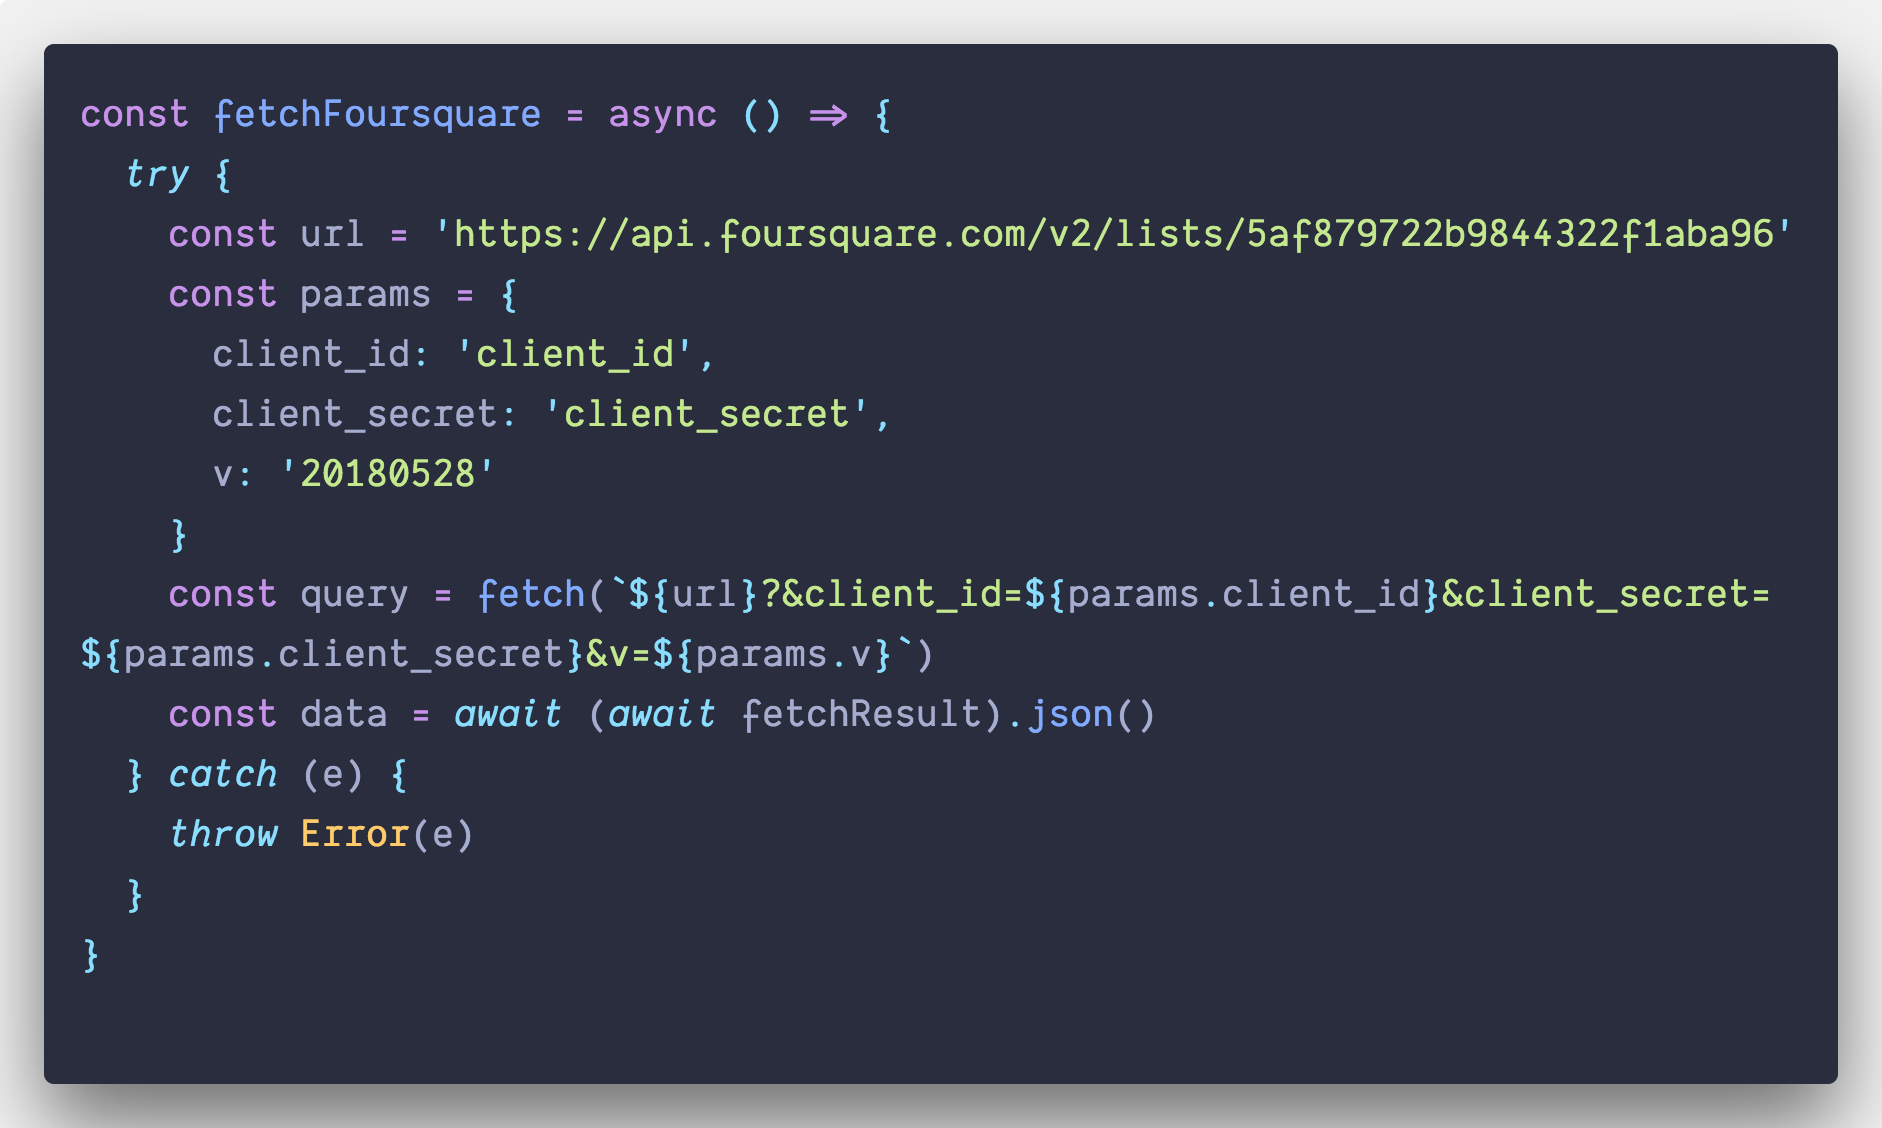 const fetchFoursquare = async () => {
  try {
    const url = 'https://api.foursquare.com/v2/lists/5af879722b9844322f1aba96'
    const params = {
      client_id: 'client_id',
      client_secret: 'client_secret',
      v: '20180528'
    }
    const query = fetch(`${url}?&client_id=${params.client_id}&client_secret=
${params.client_secret}&v=${params.v}`)
    const data = await (await fetchResult).json()
  } catch (e) {
    throw Error(e)
  }
}